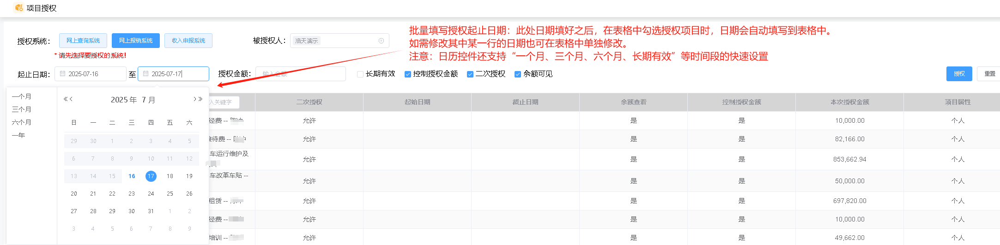 项目授权
批量填写授权起止日期：此处日期填好之后，在表格中勾选授权项目时，日期会自动填写到表格中。
如需修改其中某一行的日期也可在表格中单独修改。
注意：日历控件还支持“一个月、三个月、六个月、长期有效”等时间段的快速设置
授权系统： 网上查询系统 网上报销系统 收入申报系统 被授权人： 浩天演示
* 请先选择要授权的系统!
起止日期： 2025-07-16 至 2025-07-17 授权金额： 输入金额 长期有效 控制授权金额 二次授权 余额可见 授权 重置
一个月
三个月
六个月
一年
2025 年 7 月
日 一 二 三 四 五 六
29 30 1 2 3 4 5
6 7 8 9 10 11 12
13 14 15 16 17 18 19
20 21 22 23 24 25 26
27 28 29 30 31 1 2
3 4 5 6 7 8 9
入关键字 二次授权 起始日期 截止日期 余额查看 控制授权金额 本次授权金额 项目属性
经费 -- 允许 是 是 10,000.00 个人
接待费 -- 允许 是 是 82,166.00 个人
车运行维护及 允许 是 是 853,662.94 个人
车改革车贴 -- 允许 是 是 50,000.00 个人
租赁 -- 允许 是 是 697,820.00 个人
经费 -- 允许 是 是 10,000.00 个人
培训 -- 允许 是 是 49,662.00 个人